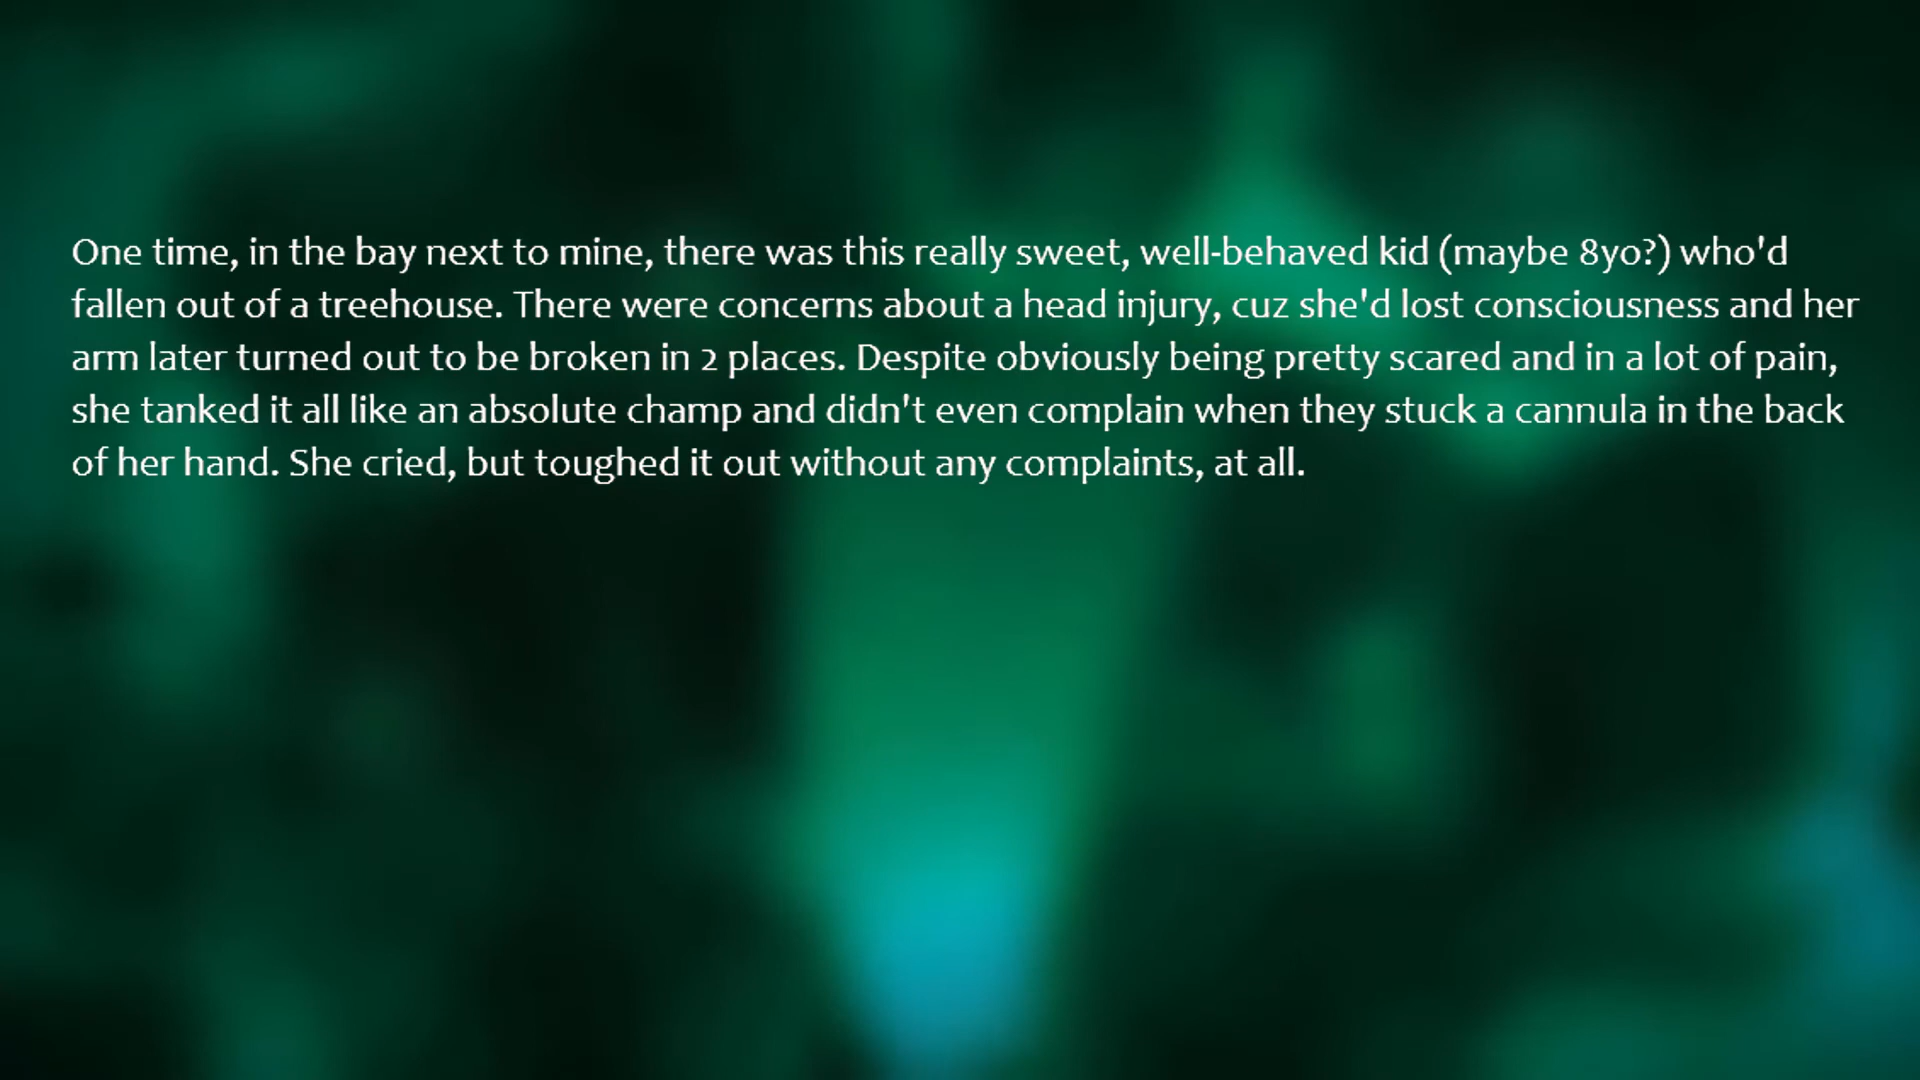 One time, in the bay next to mine, there was this really sweet, well-behaved kid (maybe 8yo?) who'd
fallen out of a treehouse. There were concerns about a head injury, cuz she'd lost consciousness and her
arm later turned out to be broken in 2 places. Despite obviously being pretty scared and in a lot of pain,
she tanked it all like an absolute champ and didn't even complain when they stuck a cannula in the back
of her hand. She cried, but toughed it out without any complaints, at all.